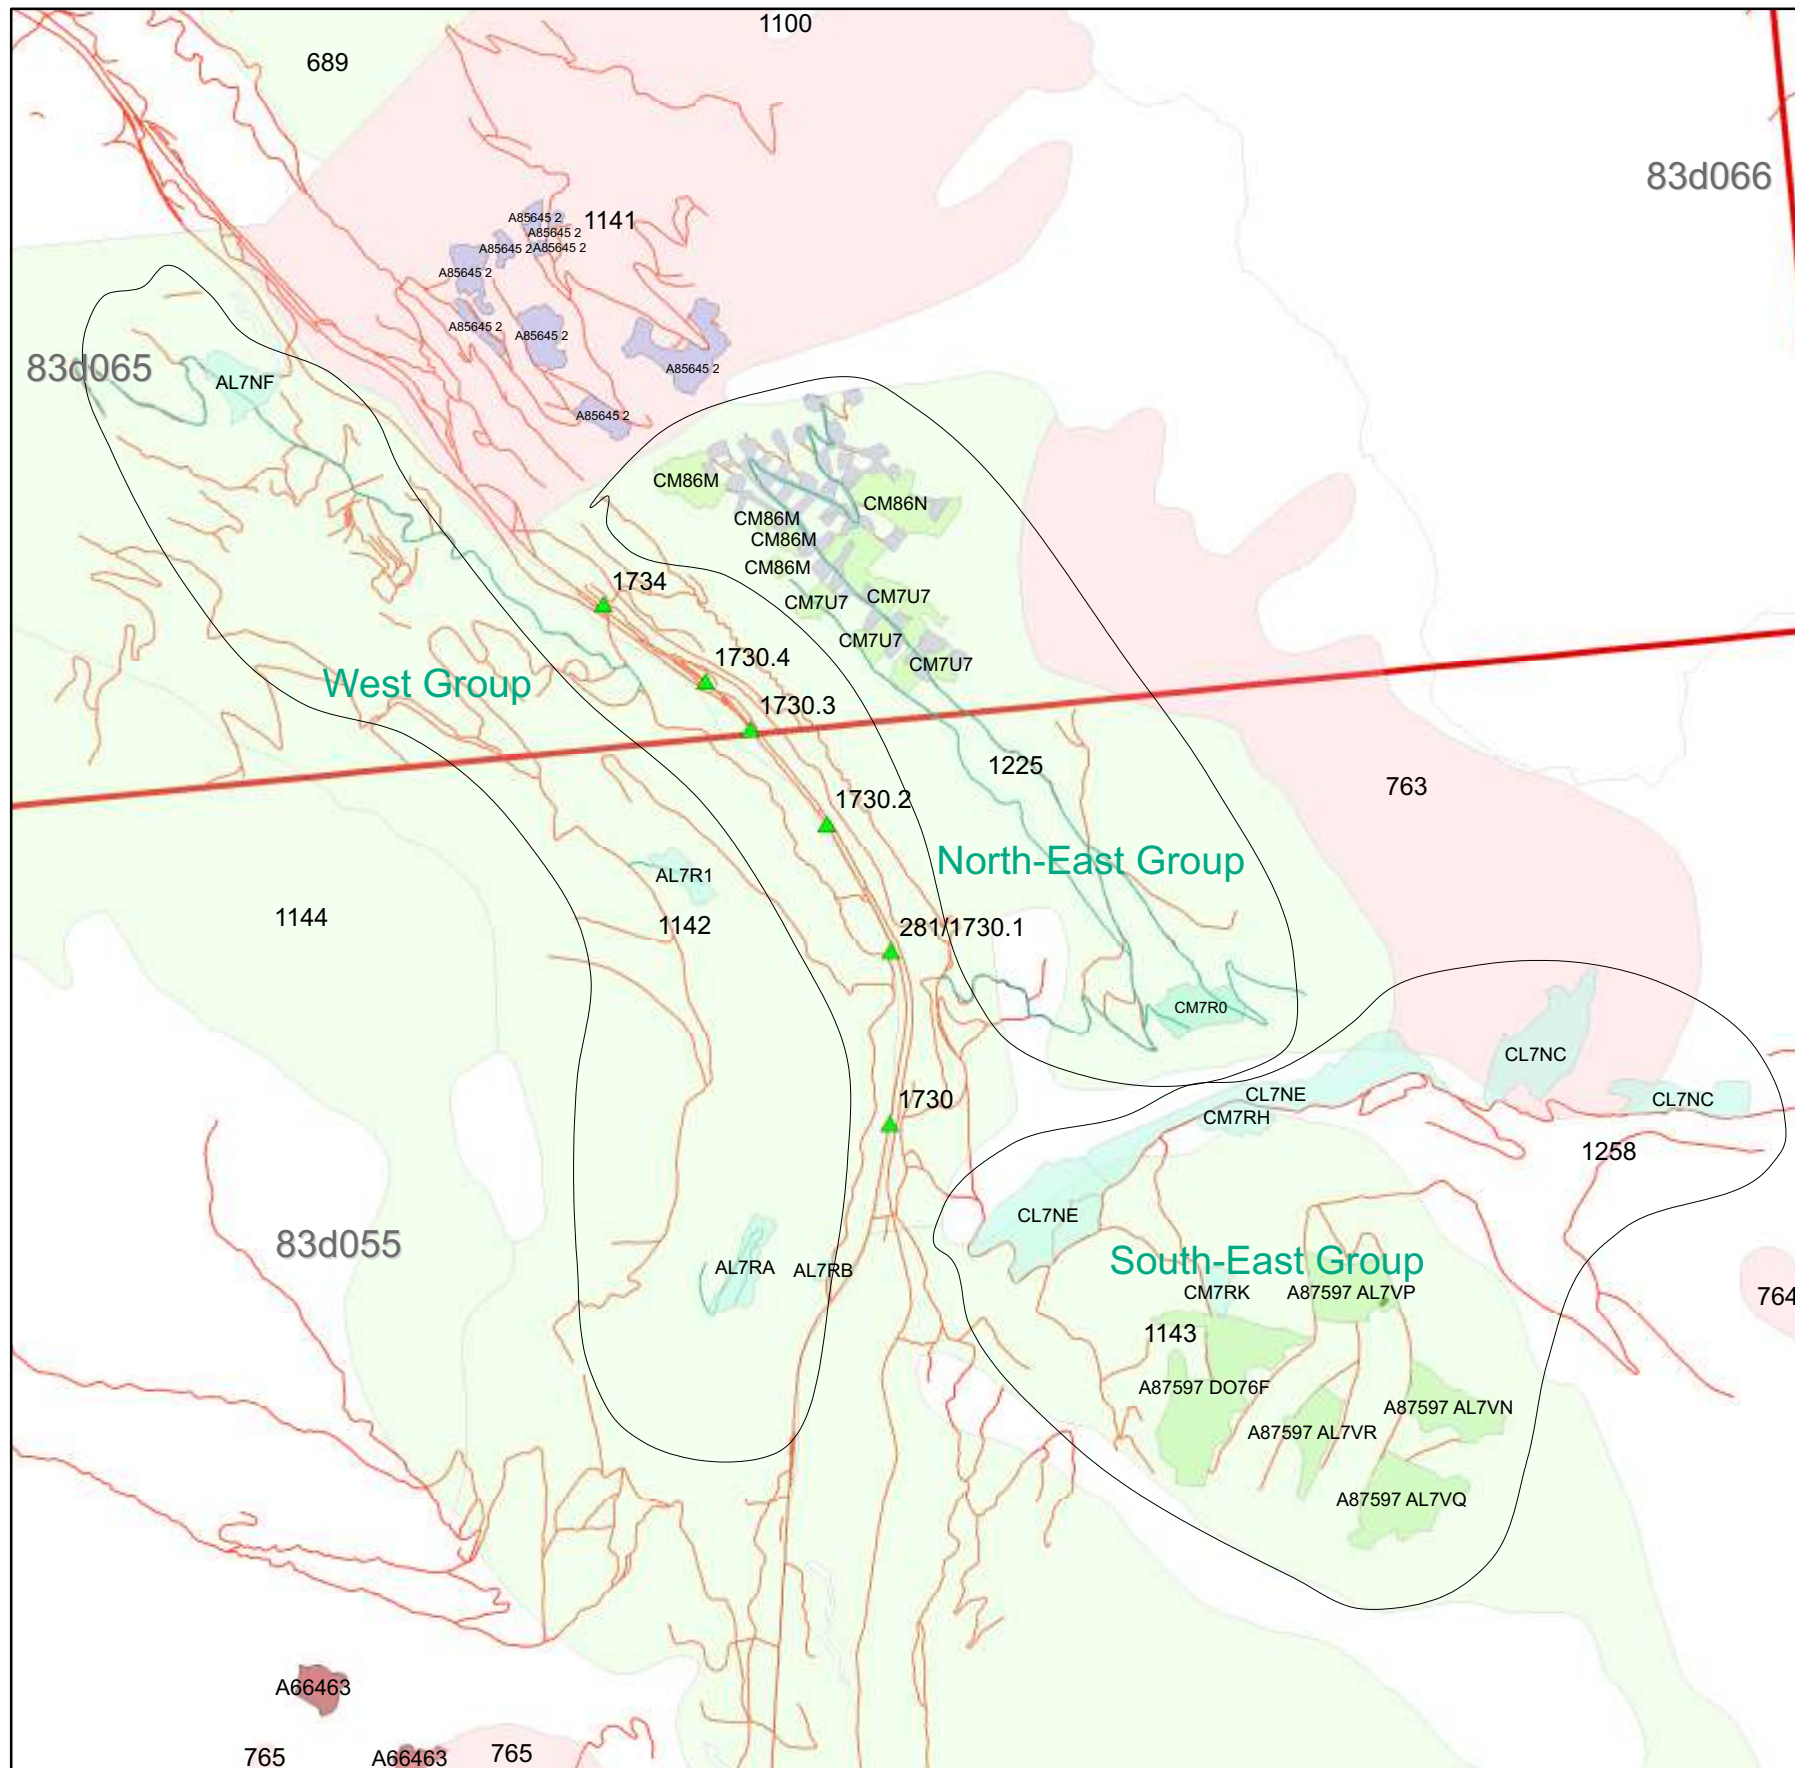 1100
689
83d066
A85645 2
1141
A85645 2
A85645 2
A85645 2
A85645 2
A85645 2
A85645 2
83d065
A85645 2
AL7NF
A85645 2
CM86M
CM86N
CM86M
CM86M
CM86M
1734
CM7U7
CM7U7
CM7U7
1730.4
CM7U7
West Group
1730.3
1225
763
1730.2
North-East Group
AL7R1
1144
1142
281/1730.1
CM7R0
CL7NC
1730
CL7NE
CL7NC
CM7RH
1258
CL7NE
83d055
South-East Group
AL7RA
AL7RB
CM7RK
A87597 AL7VP
764
1143
A87597 DO76F
A87597 AL7VN
A87597 AL7VR
A87597 AL7VQ
A66463
765
A66463
765